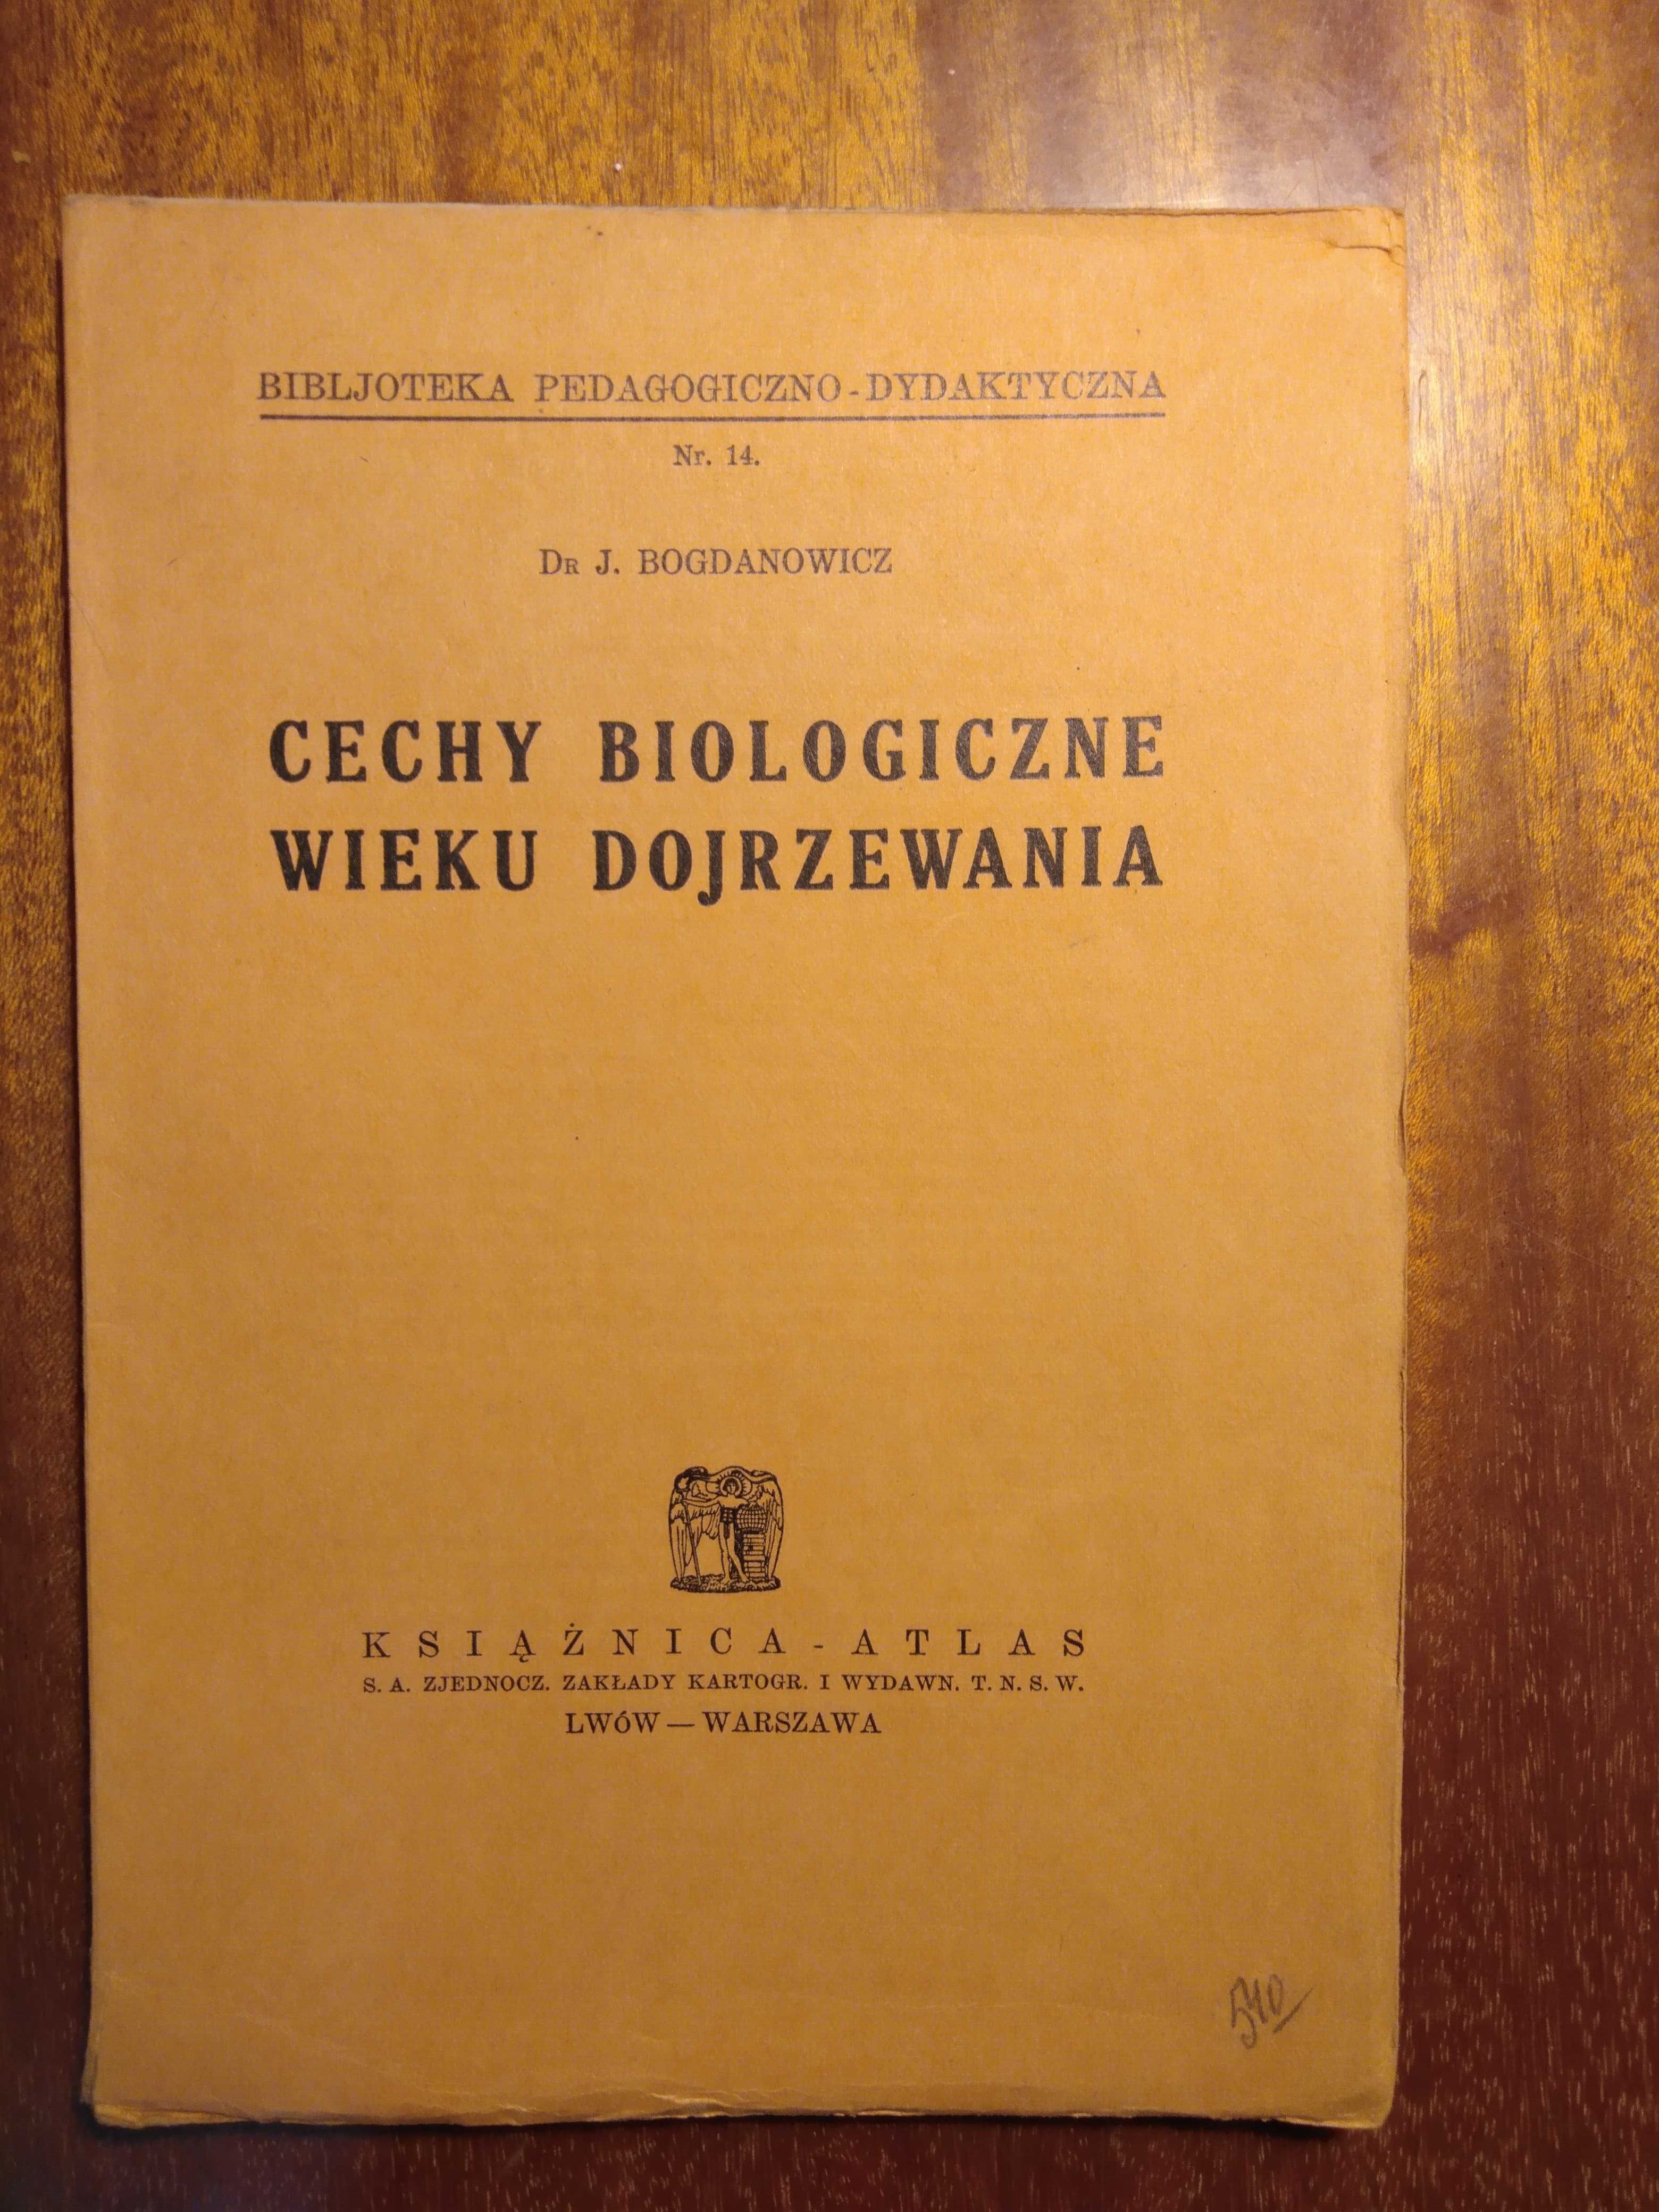 BIBLJOTEKA PEDAGOGICZNO-DYDAKTYCZNA
Nr. 14.
DR J. BOGDANOWICZ
CECHY BIOLOGICZNE
WIEKU DOJRZEWANIA
KSIĄŻNICA-ATLAS
S. A. ZJEDNOCZ. ZAKŁADY KARTOGR. I WYDAWN. T. N. S. W.
LWÓW — WARSZAWA
540